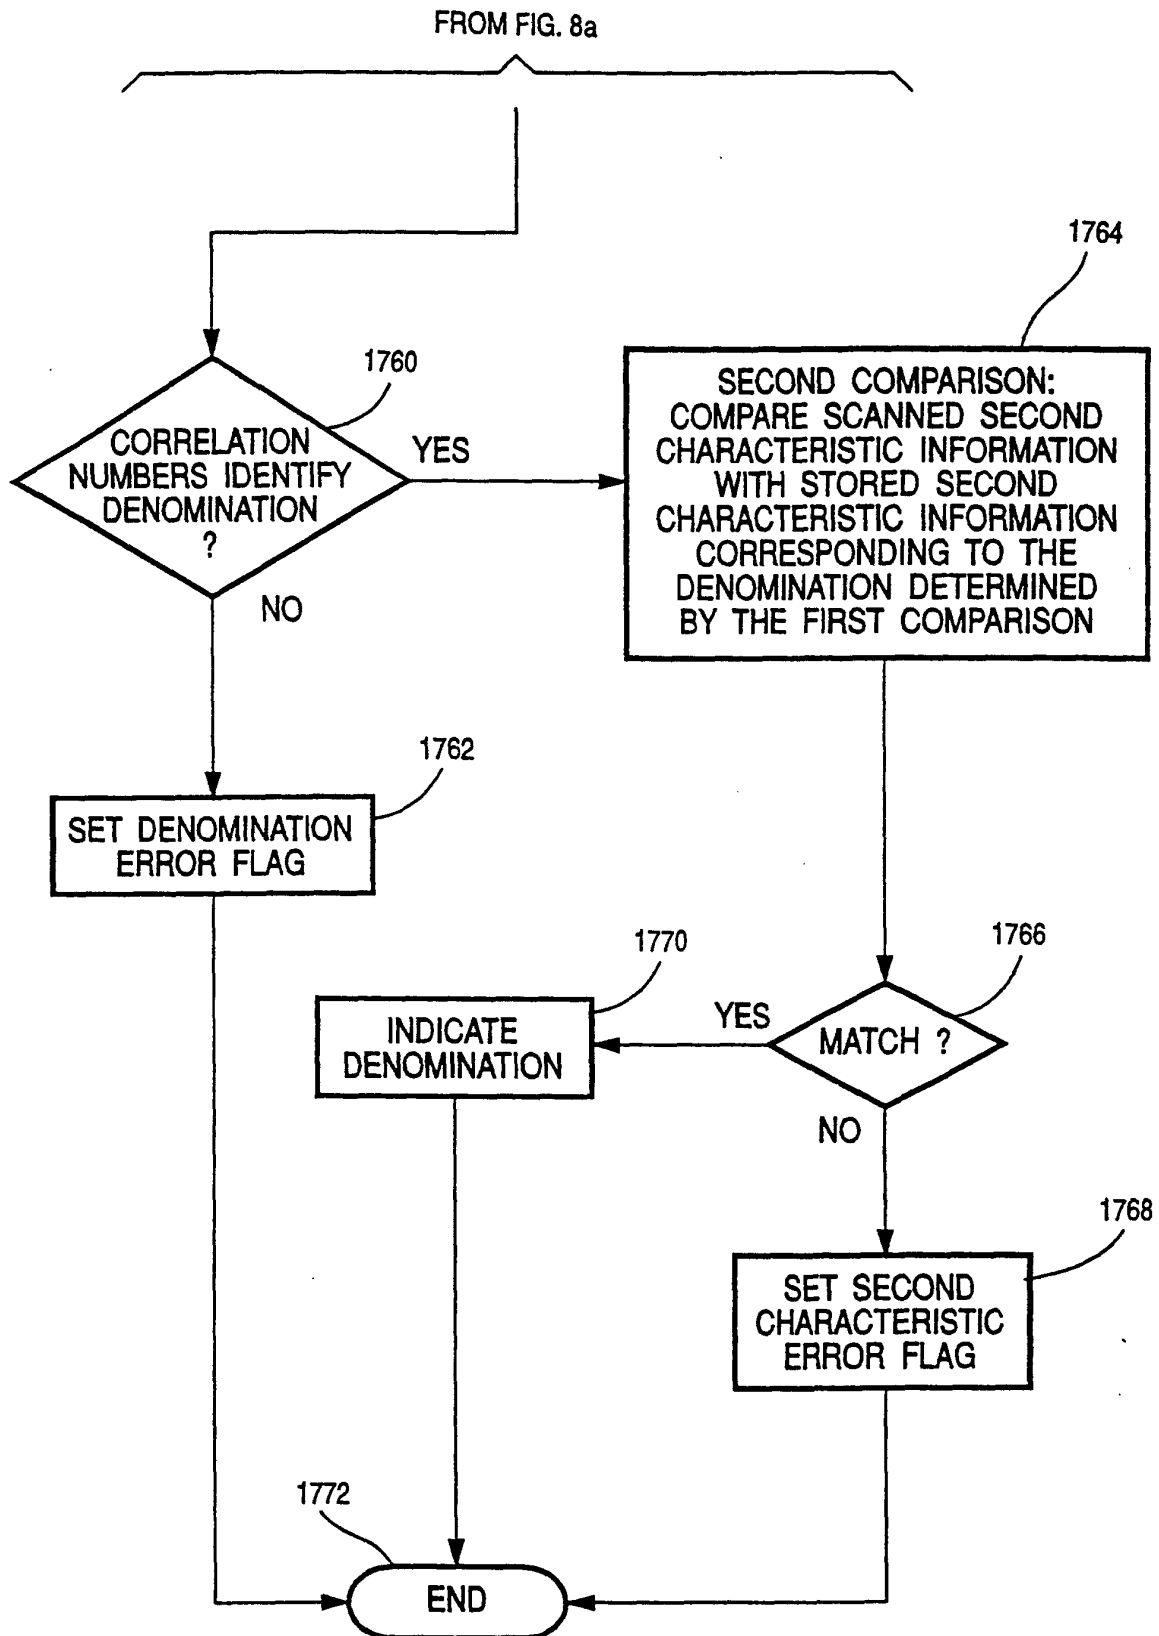 FROM FIG. 8a
1764
1760
CORRELATION
NUMBERS IDENTIFY
DENOMINATION
?
YES
NO
SECOND COMPARISON:
COMPARE SCANNED SECOND
CHARACTERISTIC INFORMATION
WITH STORED SECOND
CHARACTERISTIC INFORMATION
CORRESPONDING TO THE
DENOMINATION DETERMINED
BY THE FIRST COMPARISON
1762
SET DENOMINATION
ERROR FLAG
1770
INDICATE
DENOMINATION
1766
YES
MATCH ?
NO
1768
SET SECOND
CHARACTERISTIC
ERROR FLAG
1772
END